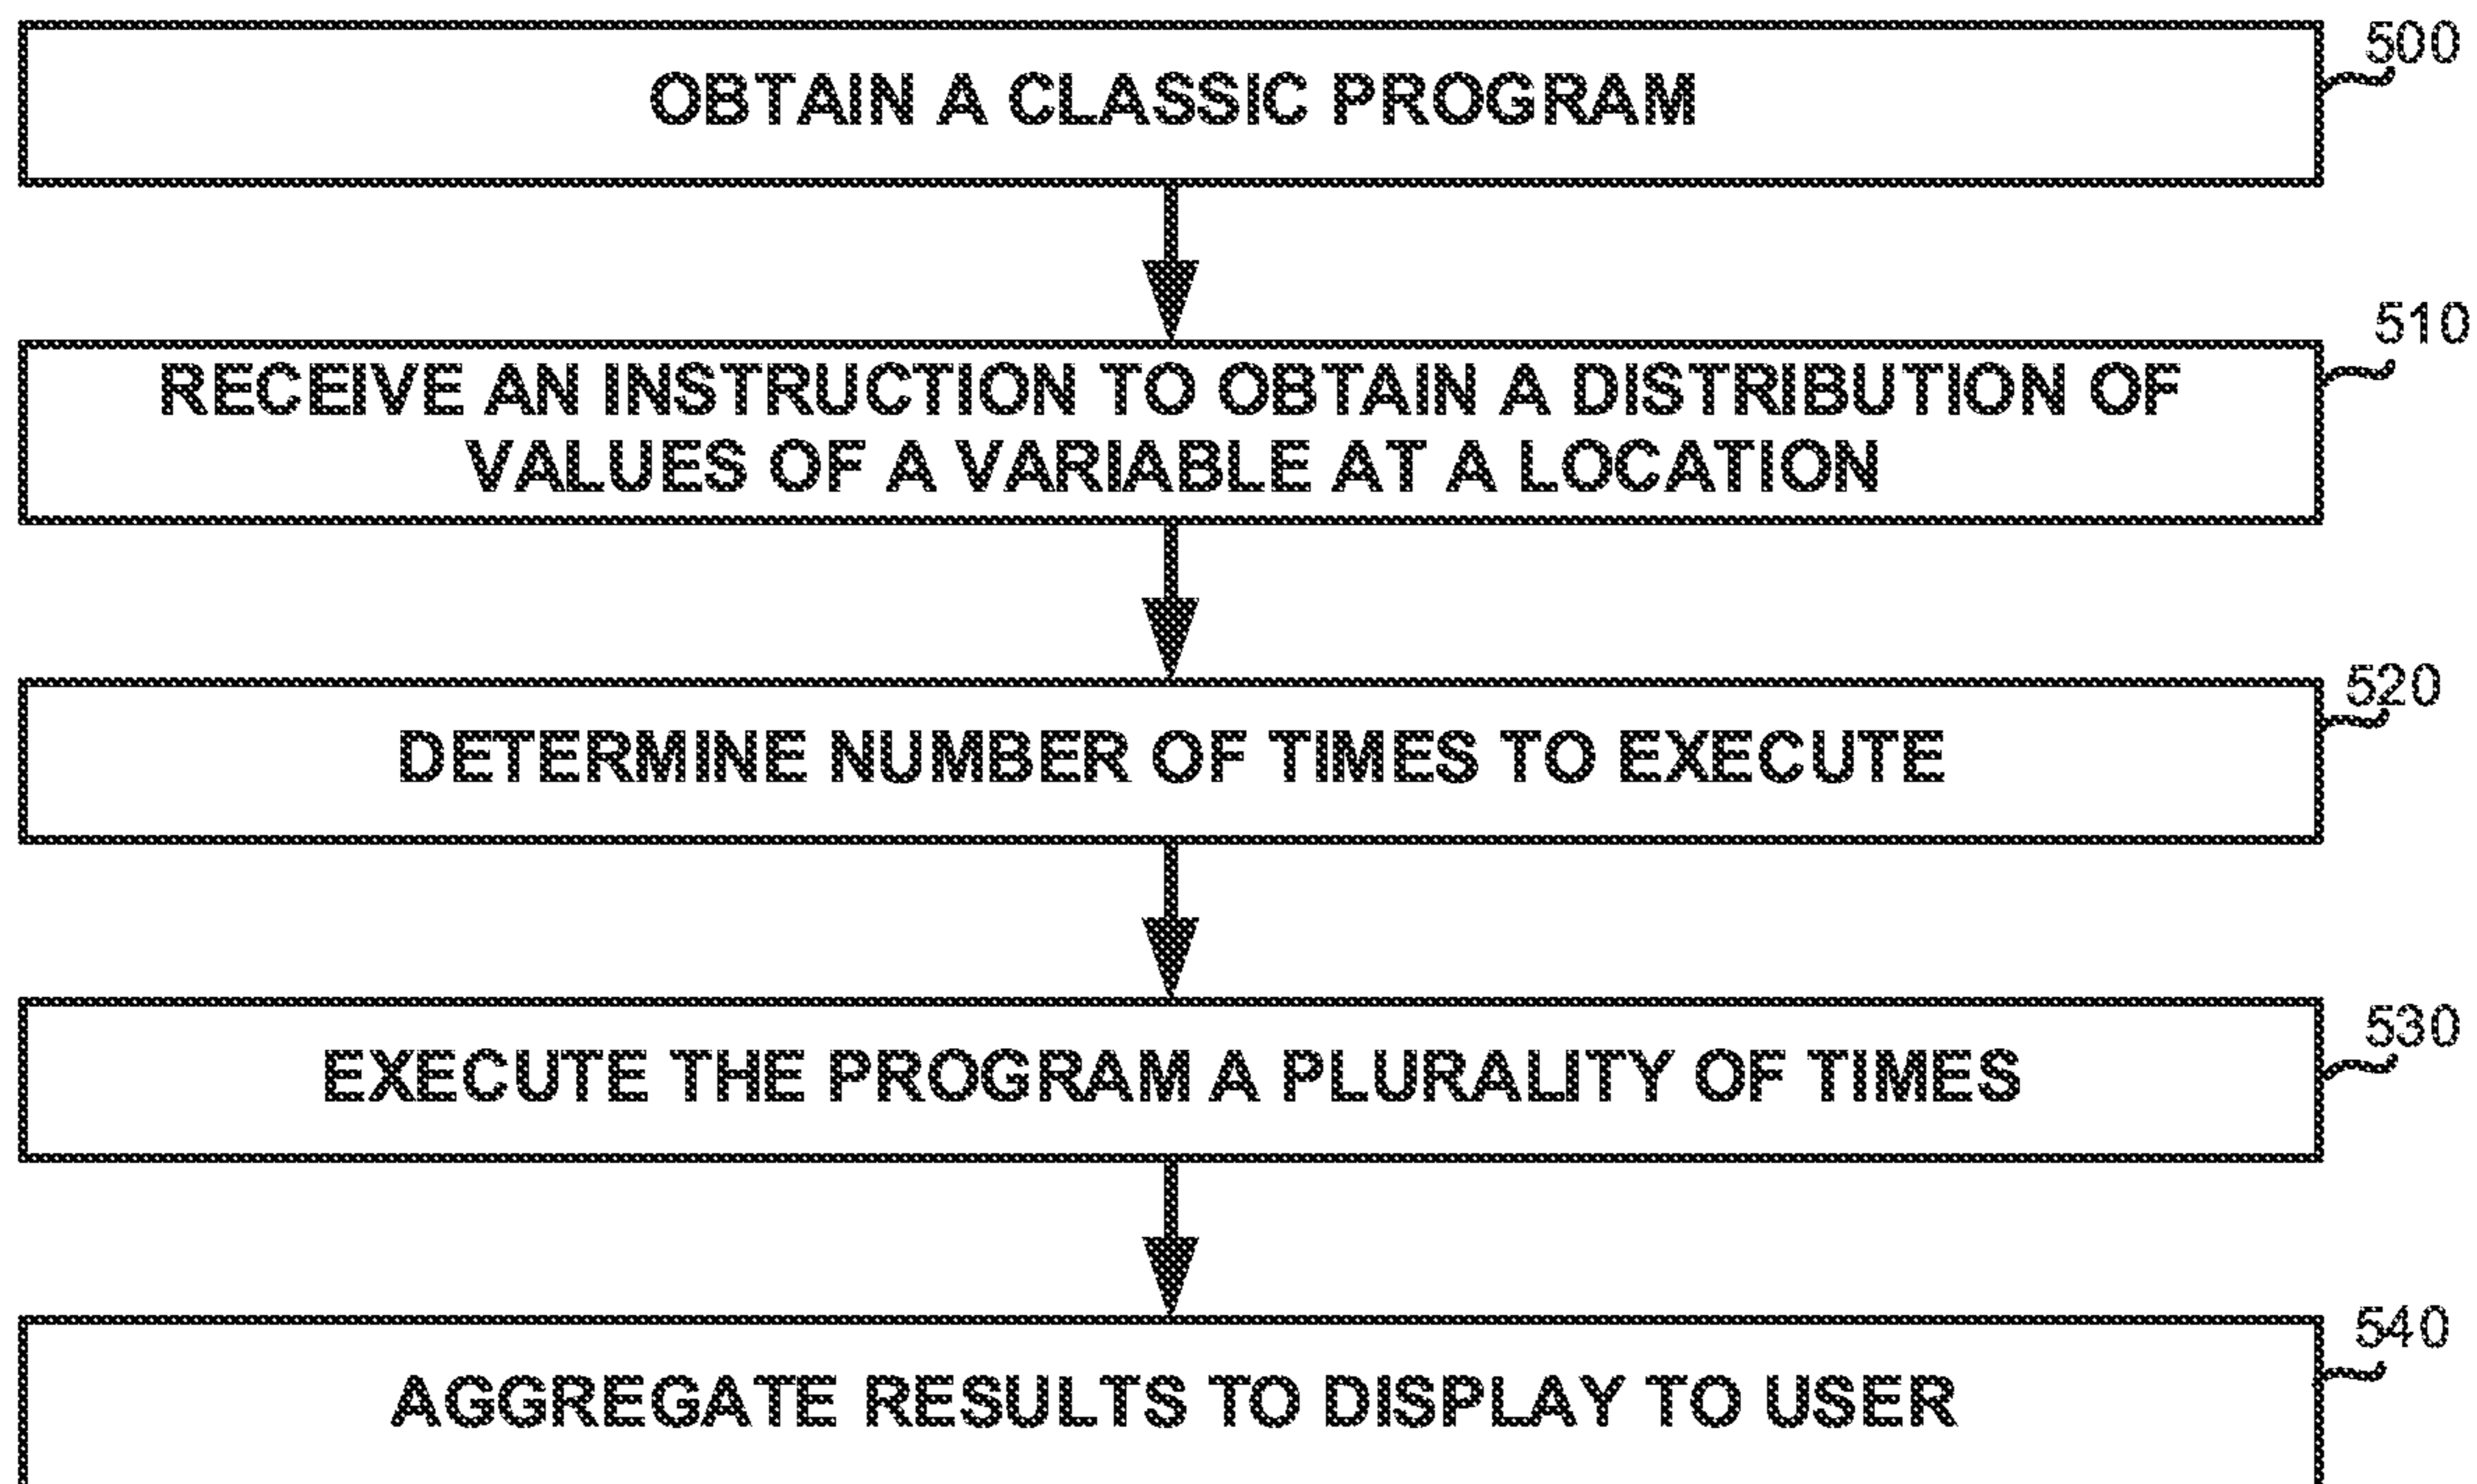 500
OBTAIN A CLASSIC PROGRAM
510
RECEIVE AN INSTRUCTION TO OBTAIN A DISTRIBUTION OF
VALUES OF A VARIABLE AT A LOCATION
520
DETERMINE NUMBER OF TIMES TO EXECUTE
530
EXECUTE THE PROGRAM A PLURALITY OF TIMES
540
AGGREGATE RESULTS TO DISPLAY TO USER